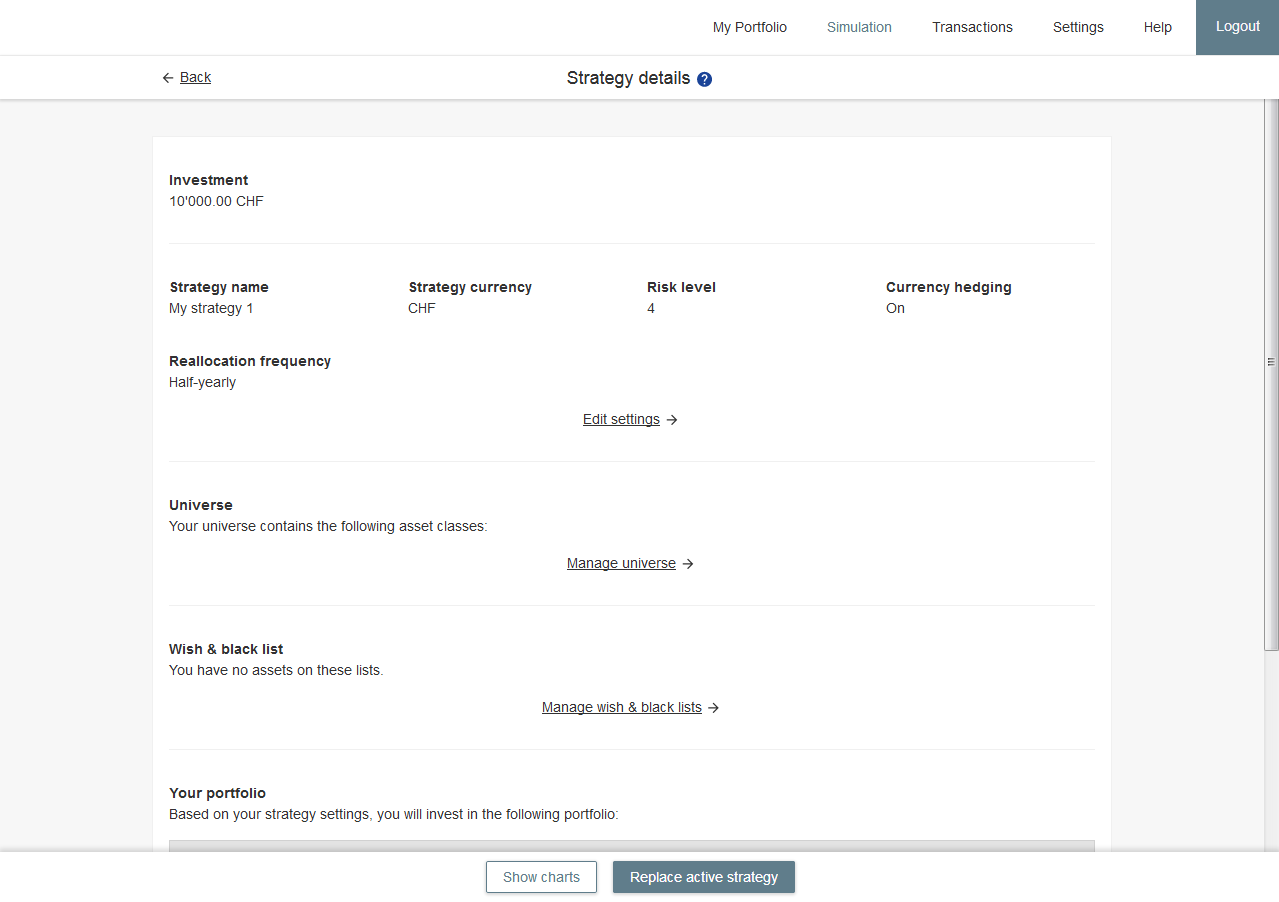 My Portfolio Simulation Transactions Settings Help Logout
Back Strategy details ?
Investment
10'000.00 CHF
Strategy name Strategy currency Risk level Currency hedging
My strategy 1 CHF 4 On
Reallocation frequency
Half-yearly
Edit settings
Universe
Your universe contains the following asset classes:
Manage universe
Wish & black list
You have no assets on these lists.
Manage wish & black lists
Your portfolio
Based on your strategy settings, you will invest in the following portfolio:
Show charts Replace active strategy